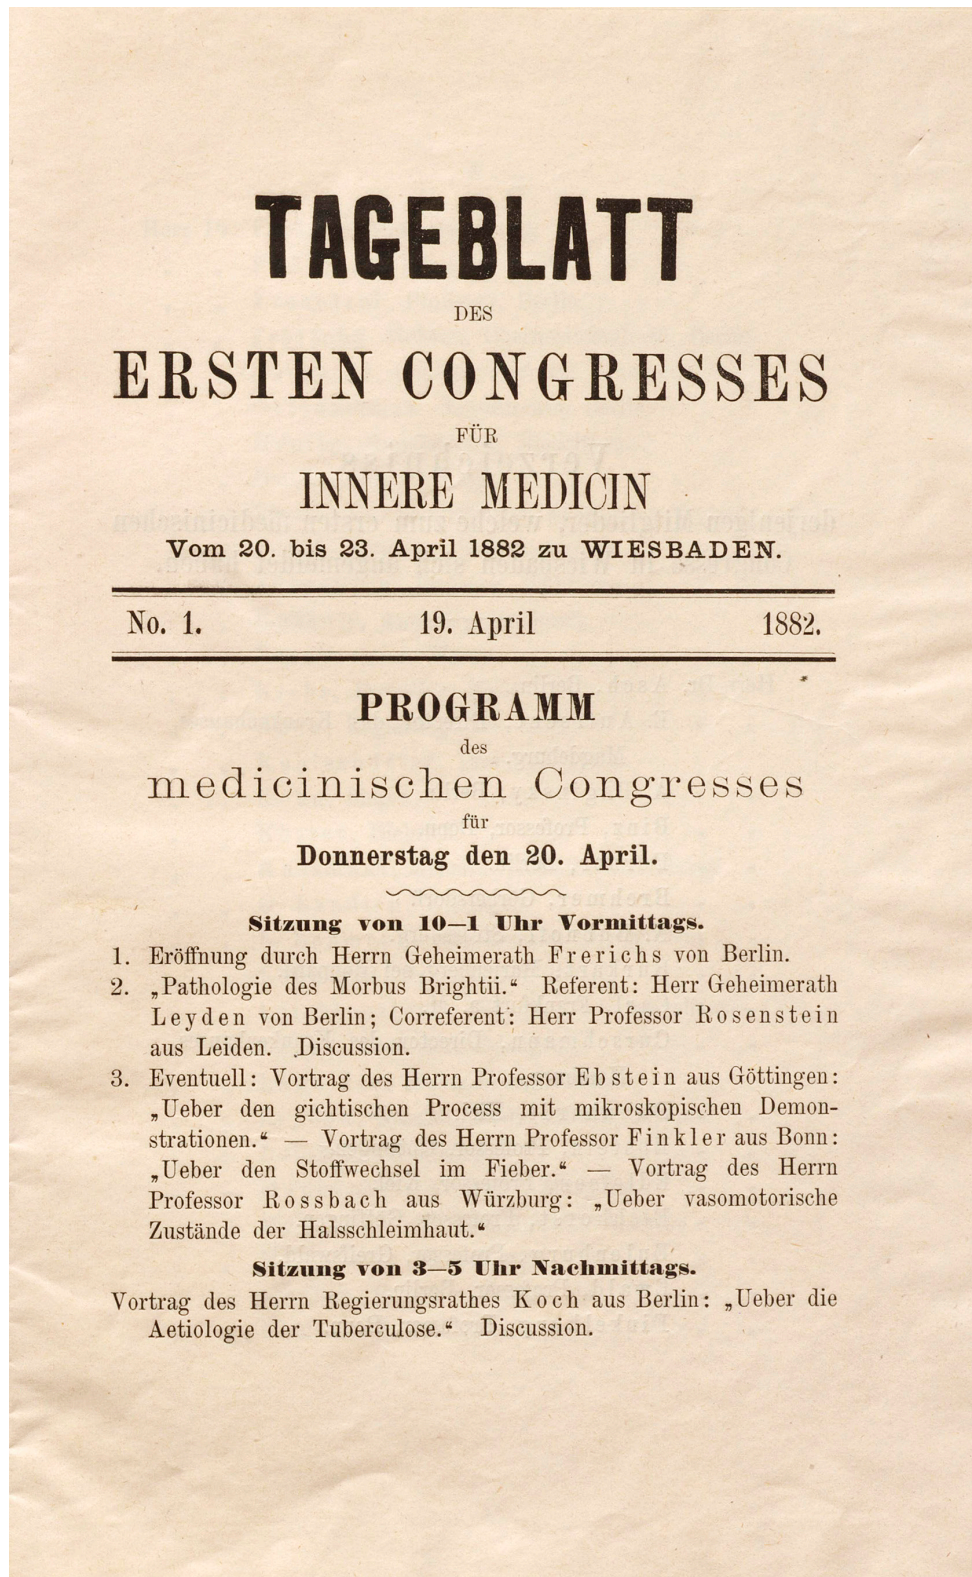 TAGEBLATT
DES
ERSTEN CONGRESSES
FÜR
INNERE MEDICIN
Vom 20. bis 23. April 1882 zu WIESBADEN.
No. 1. 19. April 1882.
PROGRAMM
des
medicinischen Congresses
für
Donnerstag den 20. April.
Sitzung von 10—1 Uhr Vormittags.
1. Eröffnung durch Herrn Geheimerath Frerichs von Berlin.
2. „Pathologie des Morbus Brightii.“ Referent: Herr Geheimerath
Leyden von Berlin; Correferent: Herr Professor Rosenstein
aus Leiden. Discussion.
3. Eventuell: Vortrag des Herrn Professor Ebstein aus Göttingen:
„Ueber den gichtischen Process mit mikroskopischen Demon-
strationen.“ — Vortrag des Herrn Professor Finkler aus Bonn:
„Ueber den Stoffwechsel im Fieber.“ — Vortrag des Herrn
Professor Rossbach aus Würzburg: „Ueber vasomotorische
Zustände der Halsschleimhaut.“
Sitzung von 3—5 Uhr Nachmittags.
Vortrag des Herrn Regierungsrathes Koch aus Berlin: „Ueber die
Aetiologie der Tuberculose.“ Discussion.